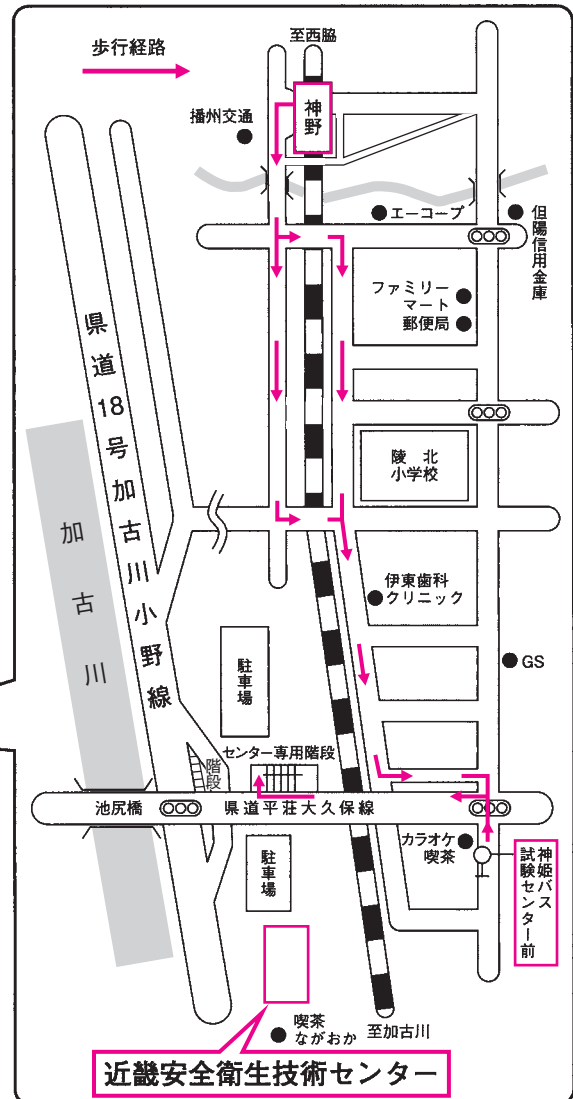 歩行経路
至西脇
神野
播州交通
エーコープ
但陽信用金庫
ファミリー
マート
郵便局
県道18号加古川小野線
陵北
小学校
加古川
伊東歯科
クリニック
駐車場
GS
センター専用階段
階段
池尻橋
県道平荘大久保線
カラオケ
喫茶
神姫バス
試験センター前
駐車場
喫茶
ながおか
至加古川
近畿安全衛生技術センター